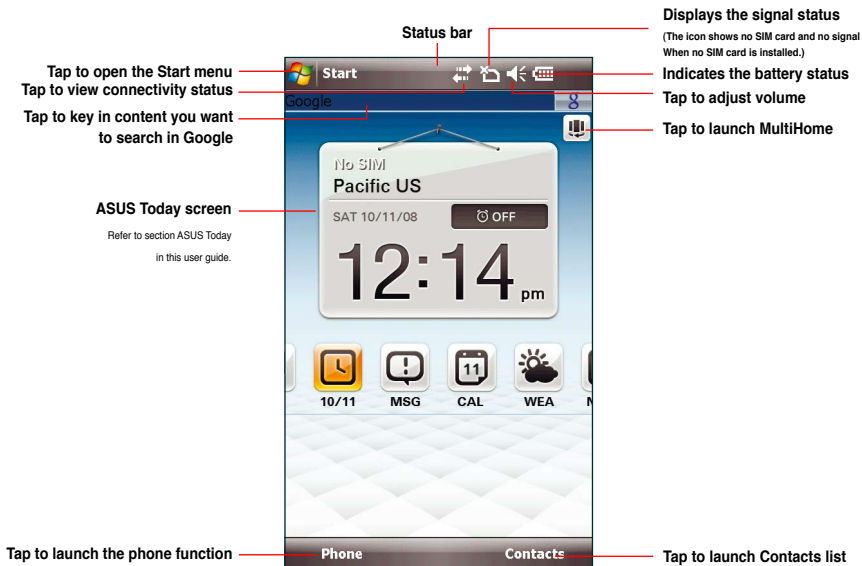 Status bar
Displays the signal status
(The icon shows no SIM card and no signal
When no SIM card is installed.)
Tap to open the Start menu
Tap to view connectivity status
Tap to key in content you want
to search in Google
Indicates the battery status
Tap to adjust volume
Tap to launch MultiHome
Start
Google
g
No SIM
Pacific US
SAT 10/11/08
OFF
12:14 pm
ASUS Today screen
Refer to section ASUS Today
in this user guide.
11
10/11 MSG CAL WEA
Phone Contacts
Tap to launch the phone function
Tap to launch Contacts list